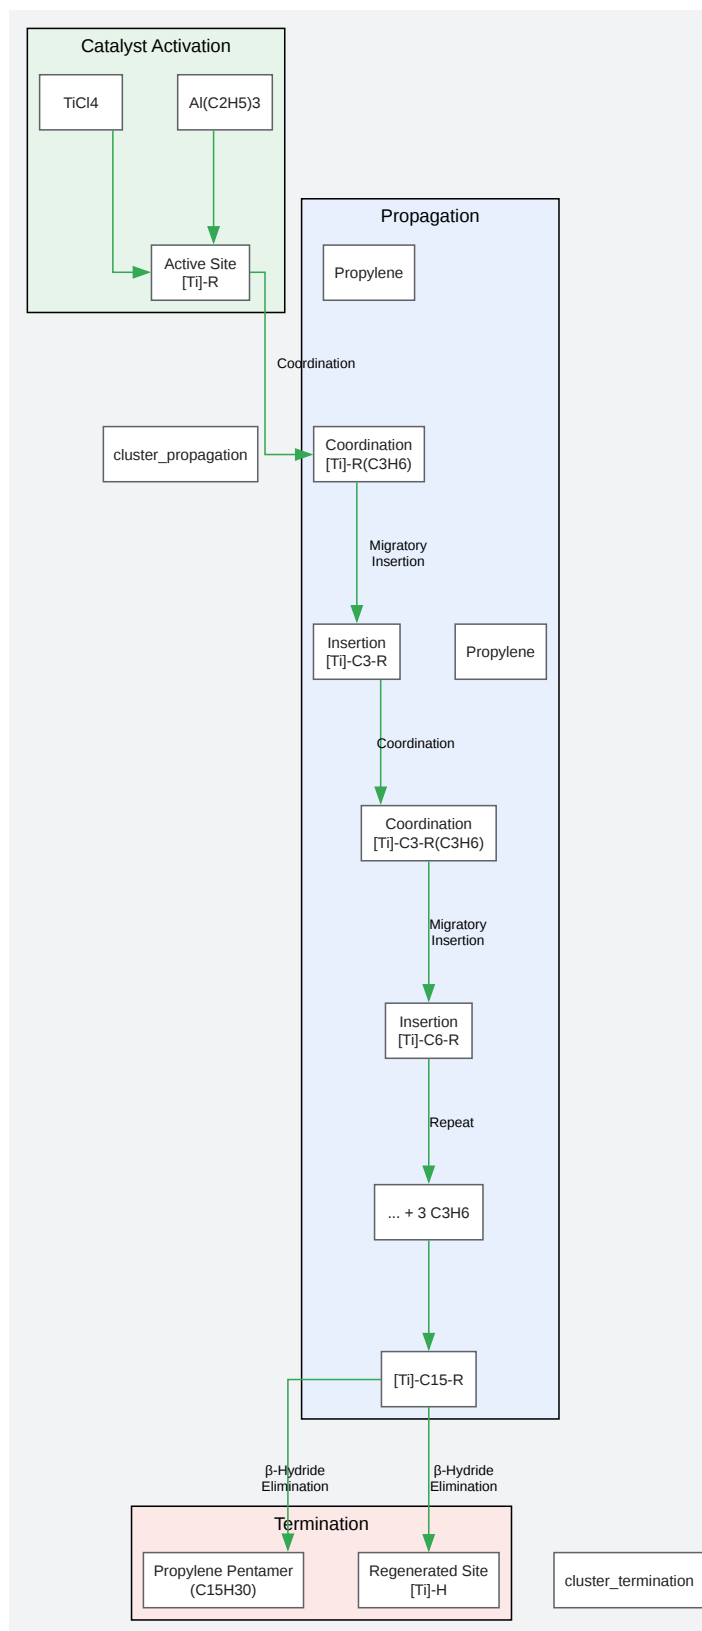 Catalyst Activation
TiCl4
Al(C2H5)3
Active Site
[Ti]-R
Propagation
Propylene
Coordination
cluster_propagation
Coordination
[Ti]-R(C3H6)
Migratory
Insertion
Insertion
[Ti]-C3-R
Propylene
Coordination
Coordination
[Ti]-C3-R(C3H6)
Migratory
Insertion
Insertion
[Ti]-C6-R
Repeat
... + 3 C3H6
[Ti]-C15-R
β-Hydride
Elimination
β-Hydride
Elimination
Termination
Propylene Pentamer
(C15H30)
Regenerated Site
[Ti]-H
cluster_termination